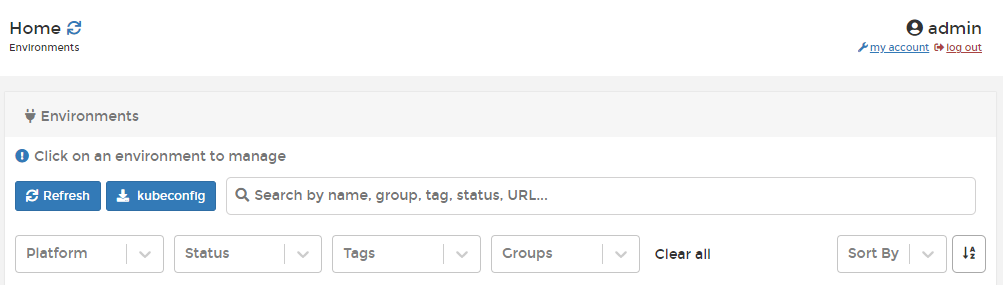 Home
Environments
admin
my account log out
Environments
Click on an environment to manage
Refresh kubeconfig Search by name, group, tag, status, URL...
Platform Status Tags Groups Clear all Sort By